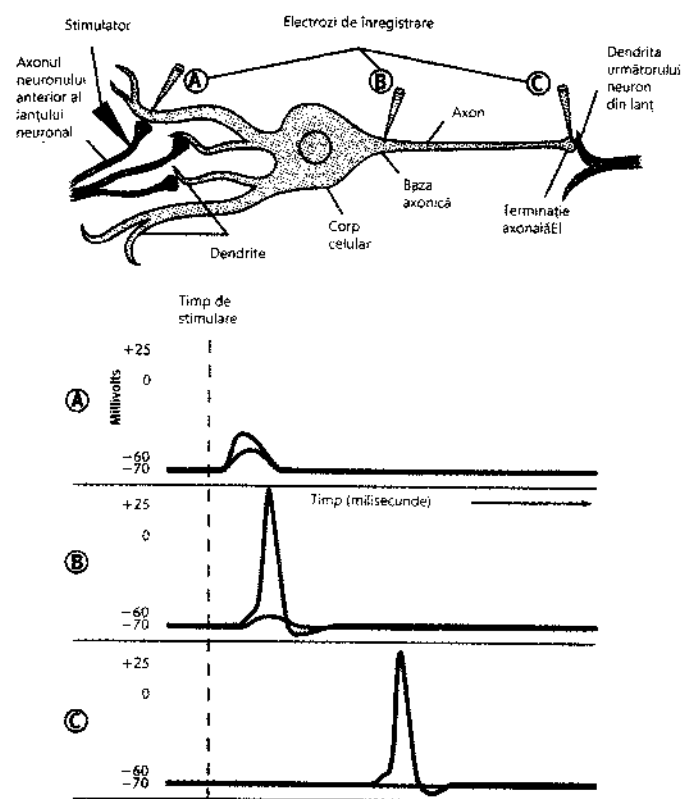 Stimulator
Electrozi de înregistrare
Axonul
neuronului
anterior al
lanțului
neuronal
A
B
C
Dendrita
următorului
neuron
din lanț
Axon
Baza
axonică
Terminație
axonalăEl
Corp
celular
Dendrite
Timp de
stimulare
A
Millivolts
+25
0
−60
−70
Timp (milisecunde)
B
+25
0
−60
−70
C
+25
0
−60
−70